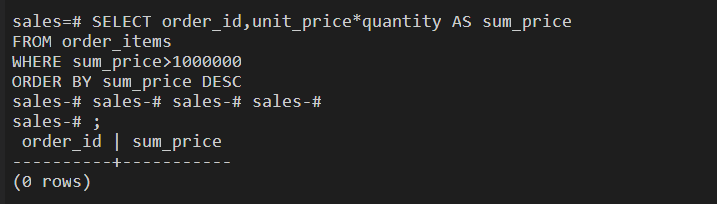 sales=# SELECT order_id,unit_price*quantity AS sum_price
FROM order_items
WHERE sum_price>1000000
ORDER BY sum_price DESC
sales-# sales-# sales-# sales-#
sales-# ;
 order_id | sum_price
----------+-----------
(0 rows)